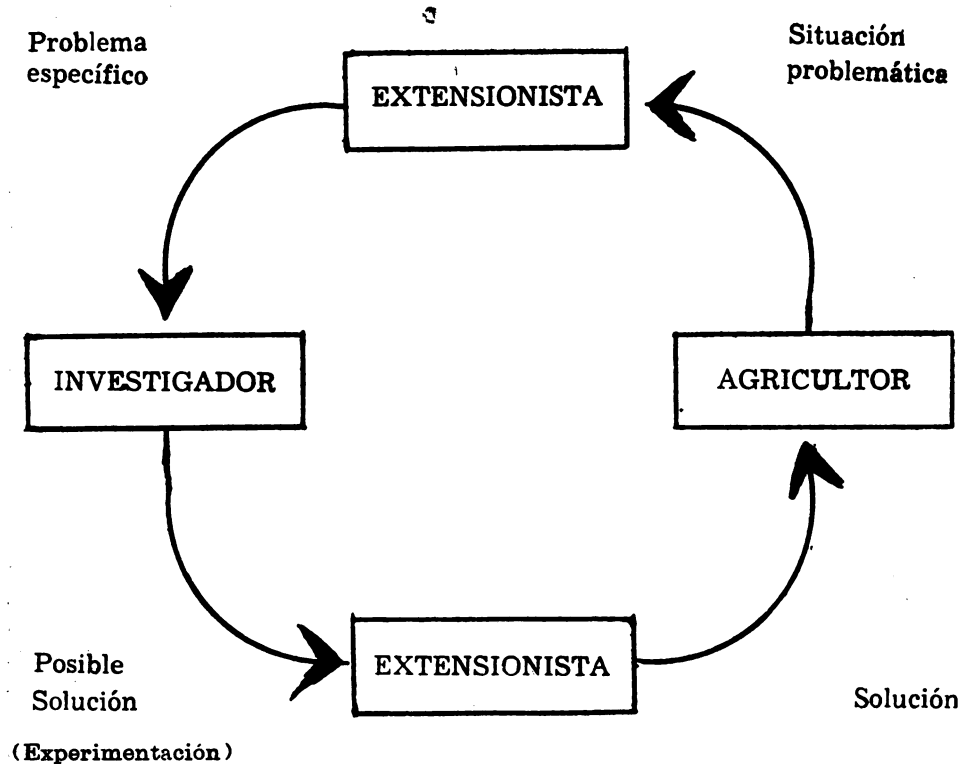 Problema
específico
EXTENSIONISTA
Situación
problemática
INVESTIGADOR
AGRICULTOR
Posible
Solución
(Experimentación)
EXTENSIONISTA
Solución